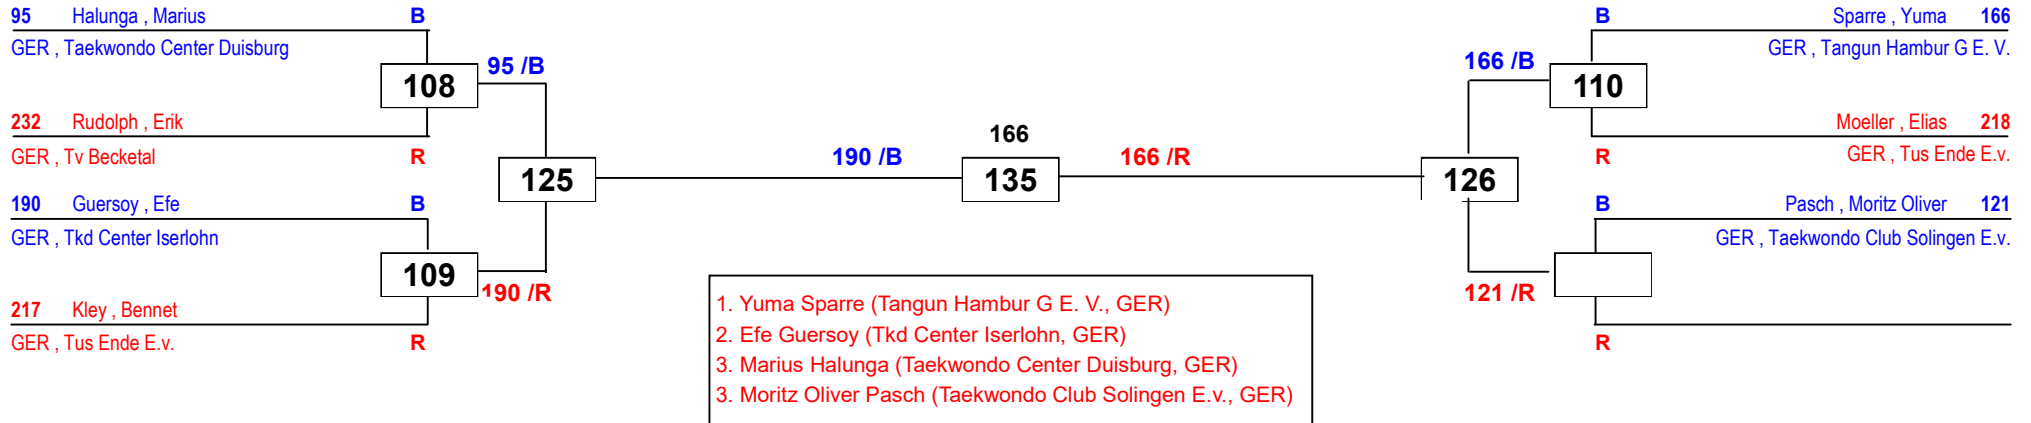 95 Halunga , Marius B
GER , Taekwondo Center Duisburg
108
95 /B
232 Rudolph , Erik
GER , Tv Becketal R
125
190 Guersoy , Efe B
GER , Tkd Center Iserlohn
109
190 /R
217 Kley , Bennet
GER , Tus Ende E.v. R
190 /B
166
135
166 /R
B Sparre , Yuma 166
GER , Tangun Hambur G E. V.
166 /B
110
Moeller , Elias 218
R GER , Tus Ende E.v.
126
B Pasch , Moritz Oliver 121
GER , Taekwondo Club Solingen E.v.
121 /R
R
1. Yuma Sparre (Tangun Hambur G E. V., GER)
2. Efe Guersoy (Tkd Center Iserlohn, GER)
3. Marius Halunga (Taekwondo Center Duisburg, GER)
3. Moritz Oliver Pasch (Taekwondo Club Solingen E.v., GER)